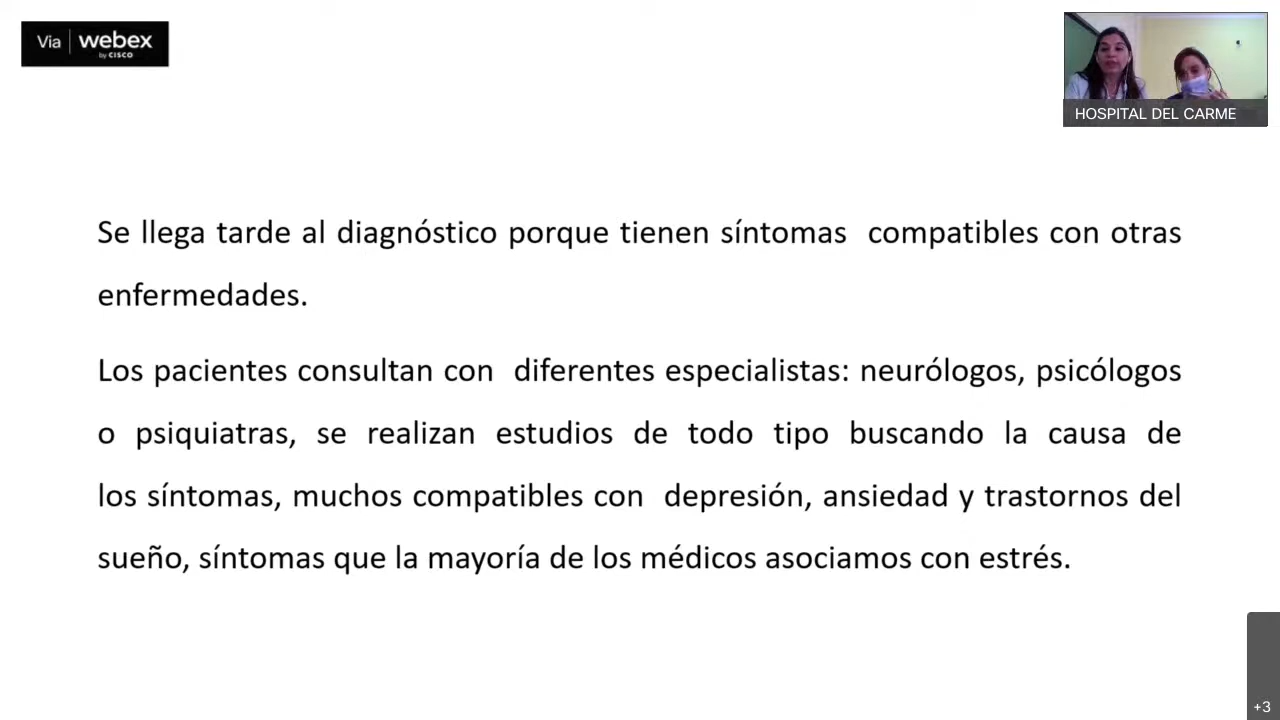 Via webex
by CISCO
HOSPITAL DEL CARME
Se llega tarde al diagnóstico porque tienen síntomas compatibles con otras
enfermedades.
Los pacientes consultan con diferentes especialistas: neurólogos, psicólogos
o psiquiatras, se realizan estudios de todo tipo buscando la causa de
los síntomas, muchos compatibles con depresión, ansiedad y trastornos del
sueño, síntomas que la mayoría de los médicos asociamos con estrés.
+3